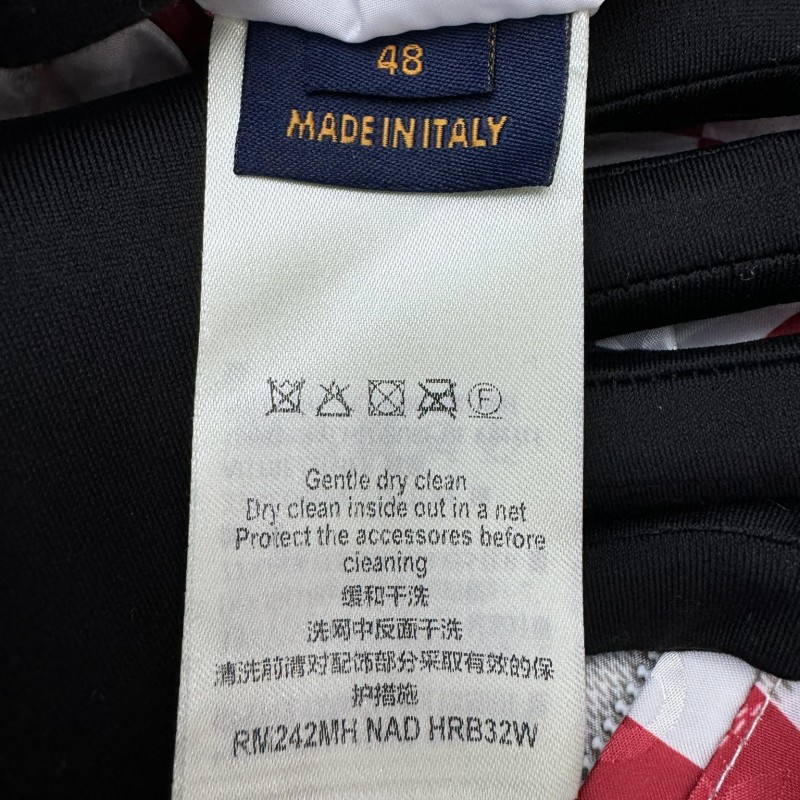 48
MADE IN ITALY
F
Gentle dry clean
Dry clean inside out in a net
Protect the accessores before
cleaning
缓和干洗
洗网中反面干洗
清洗前请对配饰部分采取有效的保
护措施
RM242MH NAD HRB32W